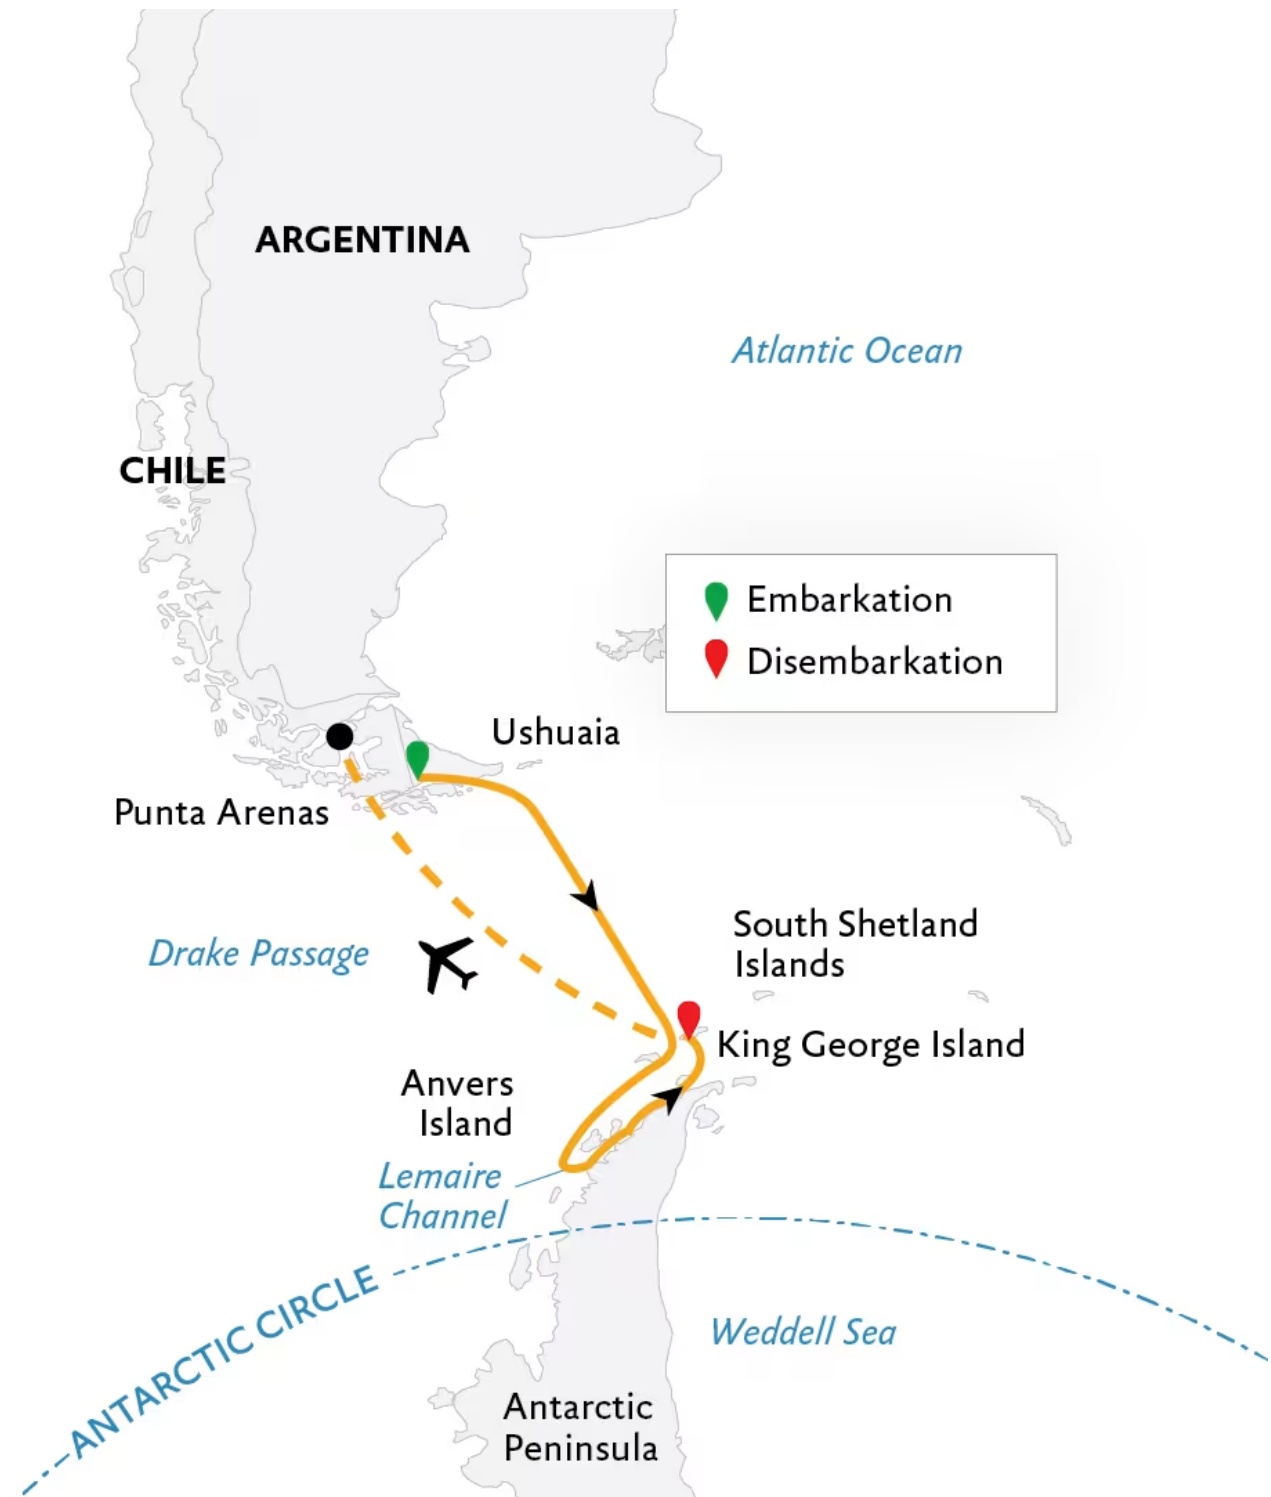 ARGENTINA
Atlantic Ocean
CHILE
Embarkation
Disembarkation
Ushuaia
Punta Arenas
South Shetland
Islands
Drake Passage
King George Island
Anvers
Island
Lemaire
Channel
ANTARCTIC CIRCLE
Weddell Sea
Antarctic
Peninsula